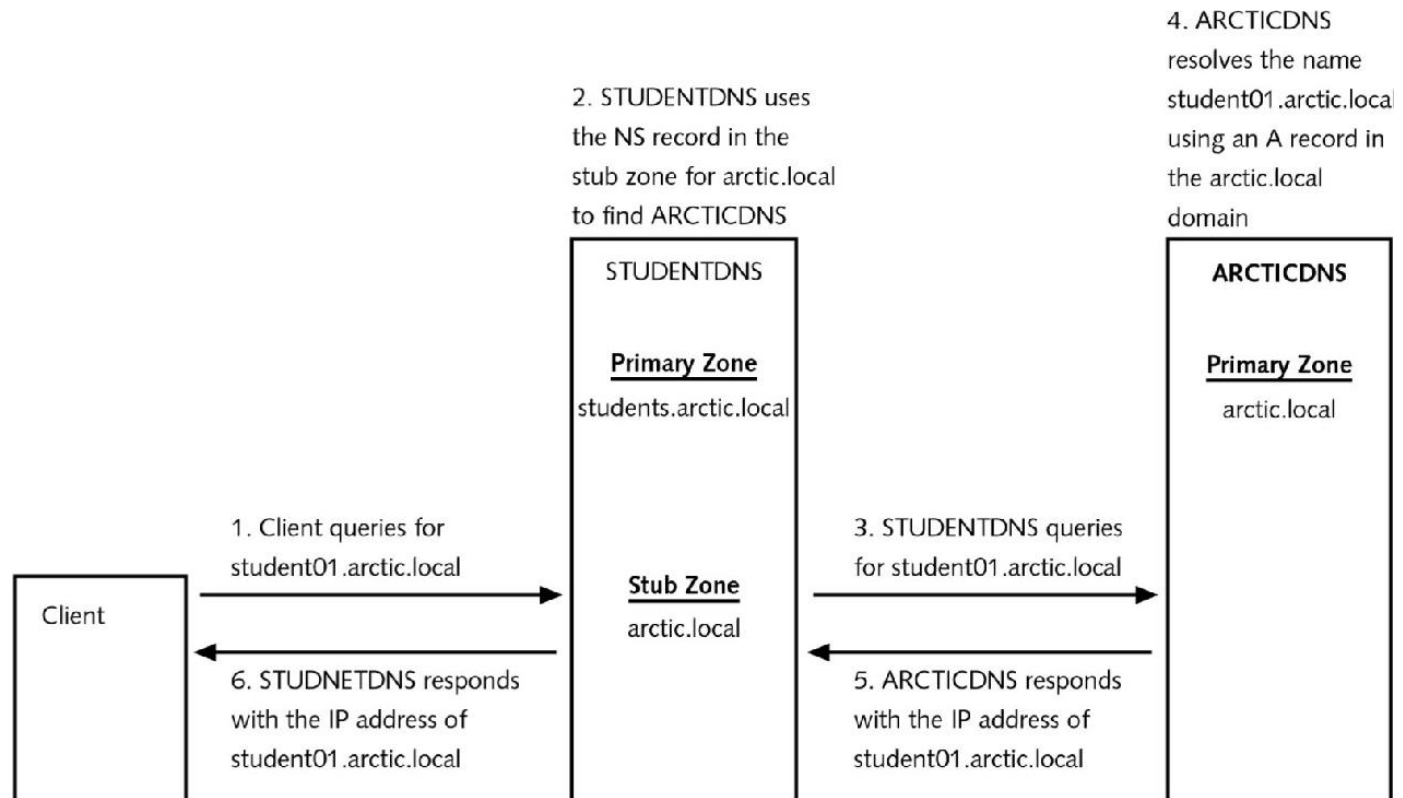 4. ARCTICDNS
resolves the name
student01.arctic.local
using an A record in
the arctic.local
domain
2. STUDENTDNS uses
the NS record in the
stub zone for arctic.local
to find ARCTICDNS
STUDENTDNS
Primary Zone
students.arctic.local
Stub Zone
arctic.local
ARCTICDNS
Primary Zone
arctic.local
1. Client queries for
student01.arctic.local
Client
6. STUDNETDNS responds
with the IP address of
student01.arctic.local
3. STUDENTDNS queries
for student01.arctic.local
5. ARCTICDNS responds
with the IP address of
student01.arctic.local